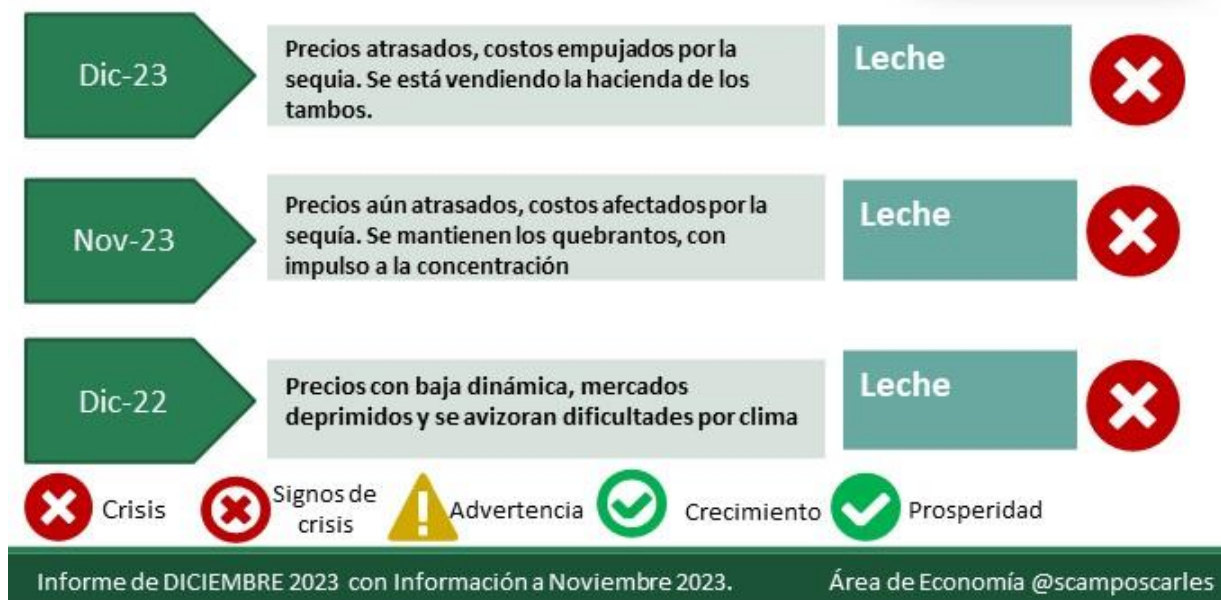 Dic-23
Precios atrasados, costos empujados por la
sequia. Se está vendiendo la hacienda de los
tambos.
Leche
Nov-23
Precios aún atrasados, costos afectados por la
sequía. Se mantienen los quebrantos, con
impulso a la concentración
Leche
Dic-22
Precios con baja dinámica, mercados
deprimidos y se avizoran dificultades por clima
Leche
Crisis
Signos de
crisis
Advertencia
Crecimiento
Prosperidad
Informe de DICIEMBRE 2023 con Información a Noviembre 2023.
Área de Economía @scamposcarles